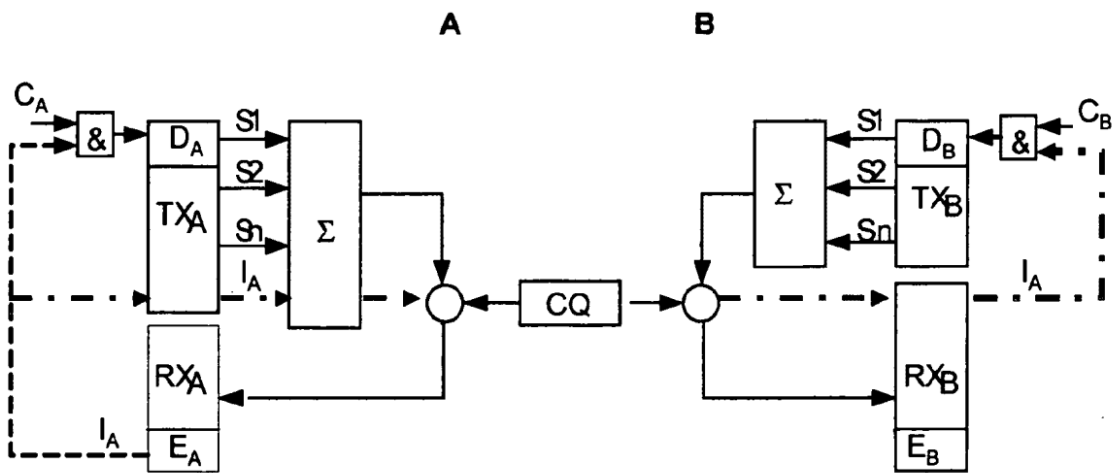 A B
C_A
&
D_A
S1
S2
Sn
TX_A
Σ
I_A
RX_A
E_A
I_A
CQ
Σ
S1
S2
Sn
D_B
TX_B
&
C_B
I_A
RX_B
E_B